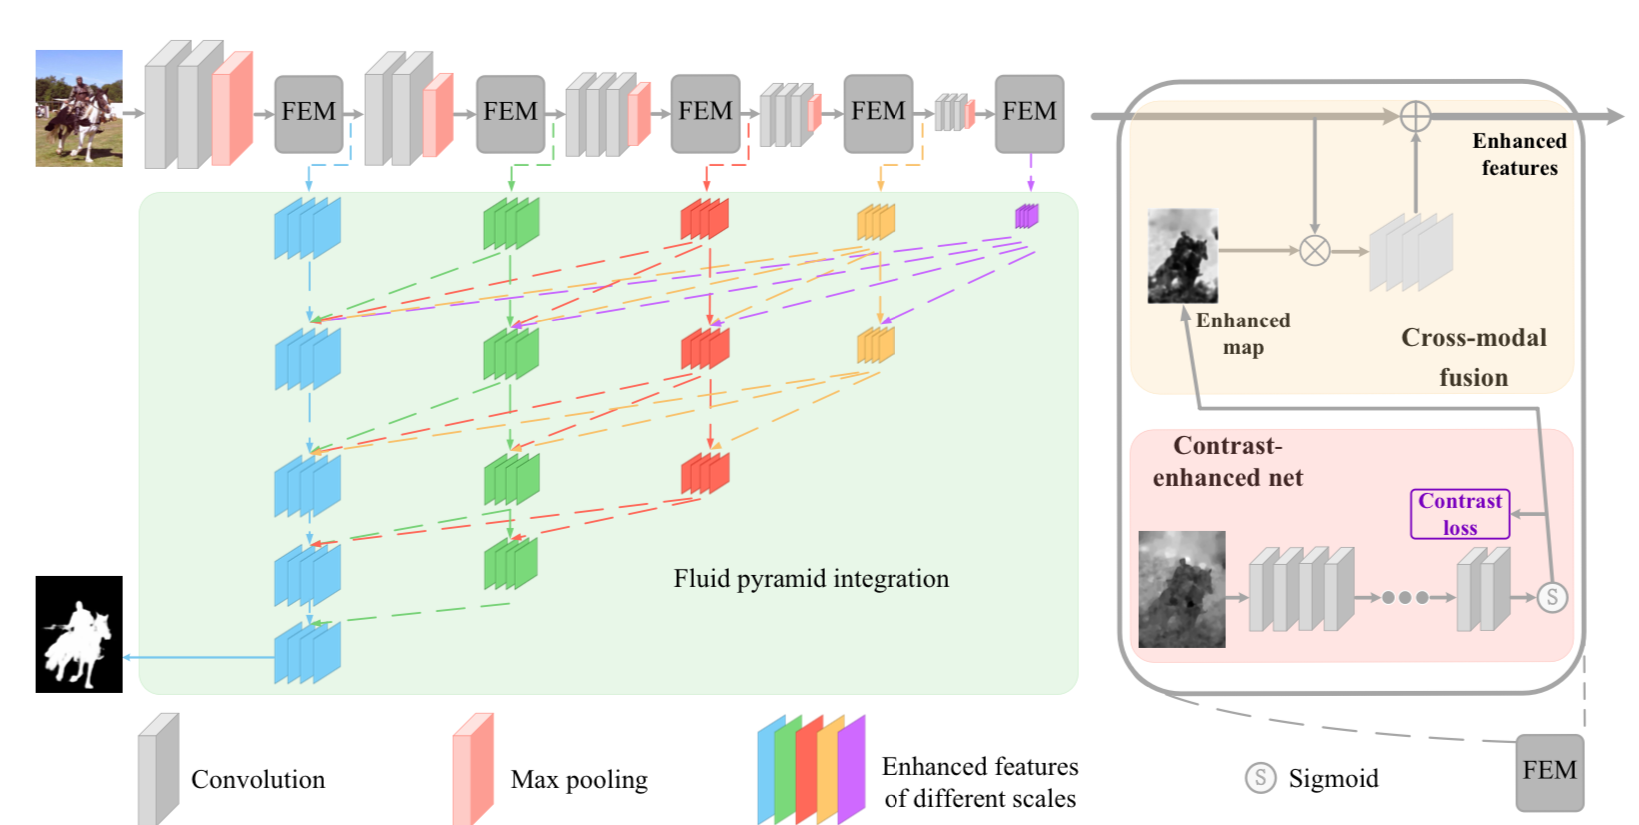 FEM
FEM
FEM
FEM
FEM
Enhanced
features
Enhanced
map
Cross-modal
fusion
Contrast-
enhanced net
Contrast
loss
S
Fluid pyramid integration
Convolution
Max pooling
Enhanced features
of different scales
S
Sigmoid
FEM